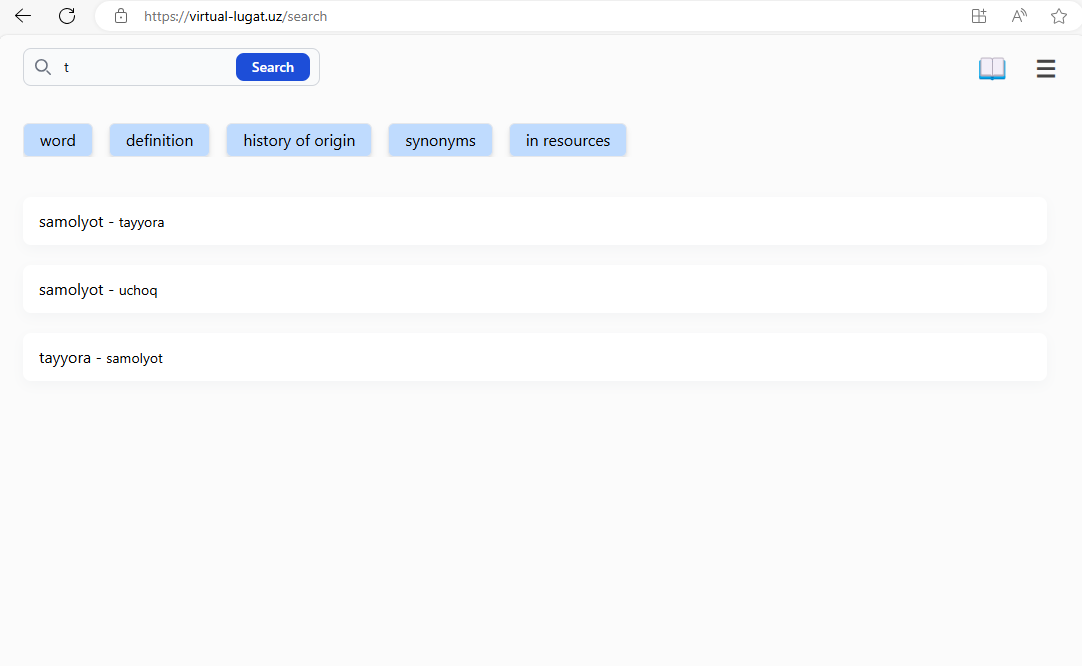 https://virtual-lugat.uz/search
t Search
word definition history of origin synonyms in resources
samolyot - tayyora
samolyot - uchoq
tayyora - samolyot